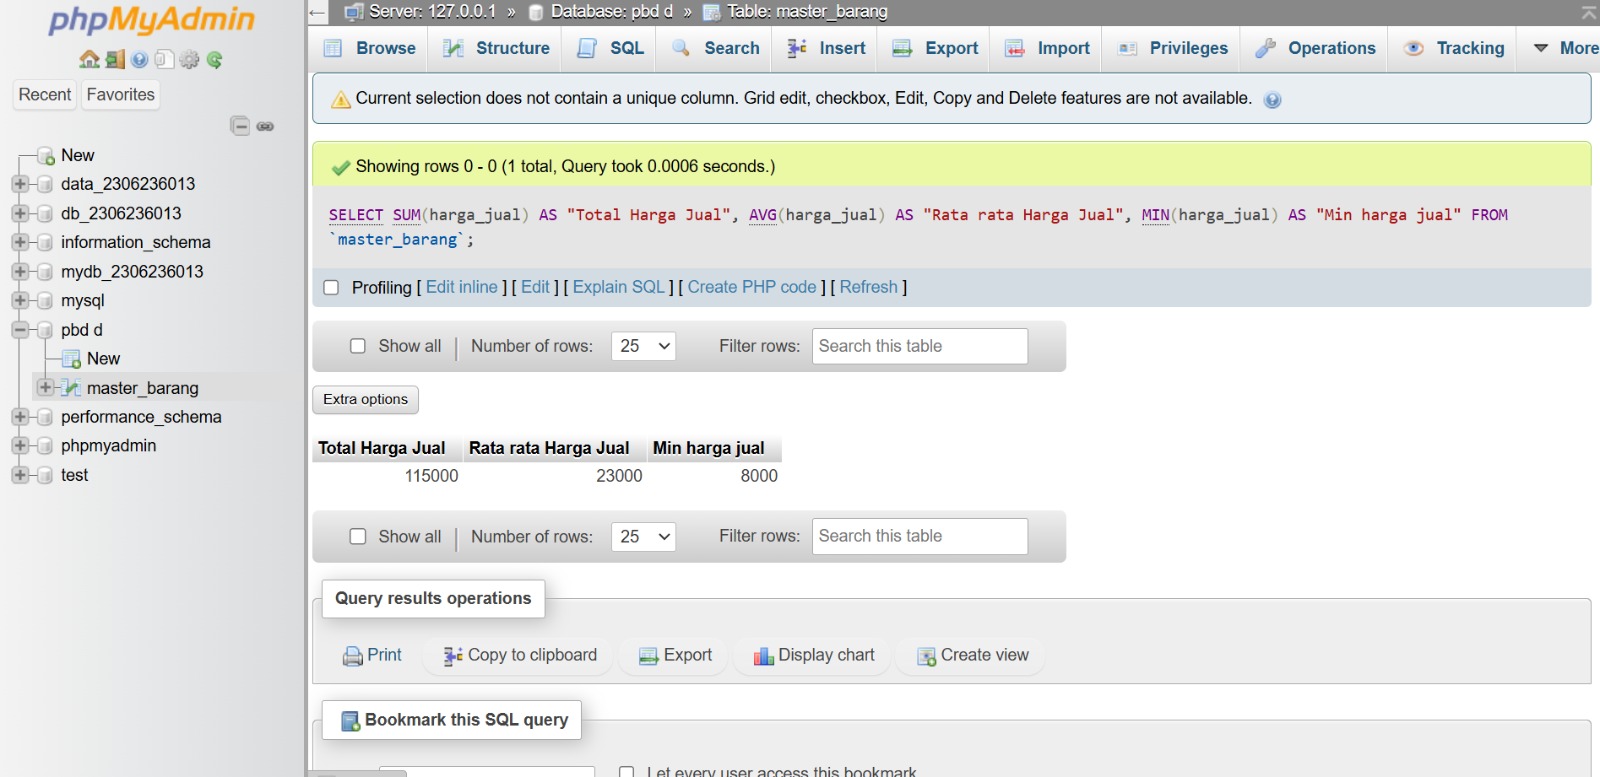 phpMyAdmin
Recent Favorites
New
data_2306236013
db_2306236013
information_schema
mydb_2306236013
mysql
pbd d
New
master_barang
performance_schema
phpmyadmin
test
Server: 127.0.0.1 » Database: pbd d » Table: master_barang
Browse Structure SQL Search Insert Export Import Privileges Operations Tracking More
Current selection does not contain a unique column. Grid edit, checkbox, Edit, Copy and Delete features are not available.
Showing rows 0 - 0 (1 total, Query took 0.0006 seconds.)
SELECT SUM(harga_jual) AS "Total Harga Jual", AVG(harga_jual) AS "Rata rata Harga Jual", MIN(harga_jual) AS "Min harga jual" FROM
`master_barang`;
Profiling [ Edit inline ] [ Edit ] [ Explain SQL ] [ Create PHP code ] [ Refresh ]
Show all Number of rows: 25 Filter rows: Search this table
Extra options
Total Harga Jual Rata rata Harga Jual Min harga jual
115000 23000 8000
Show all Number of rows: 25 Filter rows: Search this table
Query results operations
Print Copy to clipboard Export Display chart Create view
Bookmark this SQL query
Let every user access this bookmark